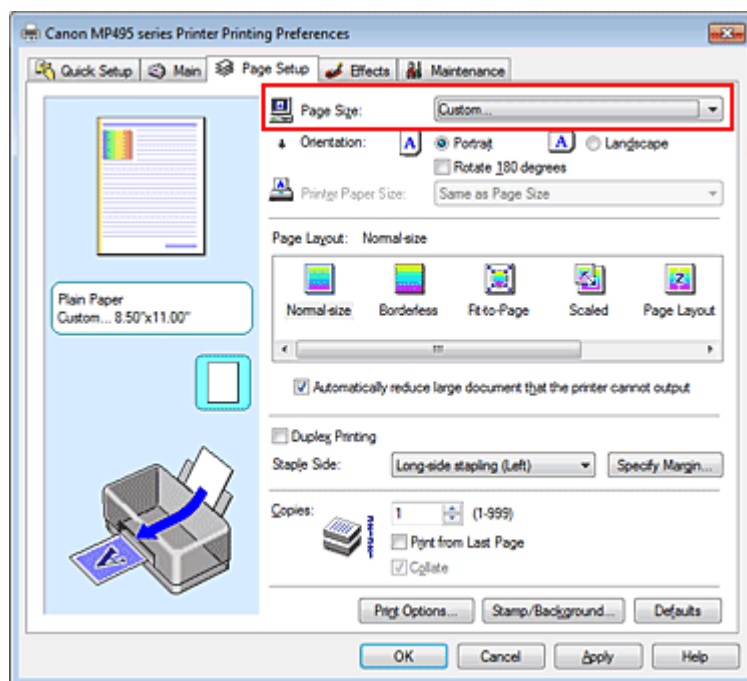 Canon MP495 series Printer Printing Preferences
Quick Setup Main Page Setup Effects Maintenance
Page Size: Custom...
Orientation: A Portrait A Landscape
Rotate 180 degrees
Printer Paper Size: Same as Page Size
Page Layout: Normal-size
Normal-size Borderless Fit-to-Page Scaled Page Layout
Plain Paper
Custom... 8.50"x11.00"
Automatically reduce large document that the printer cannot output
Duplex Printing
Staple Side: Long-side stapling (Left) Specify Margin...
Copies: 1 (1-999)
Print from Last Page
Collate
Print Options... Stamp/Background... Defaults
OK Cancel Apply Help